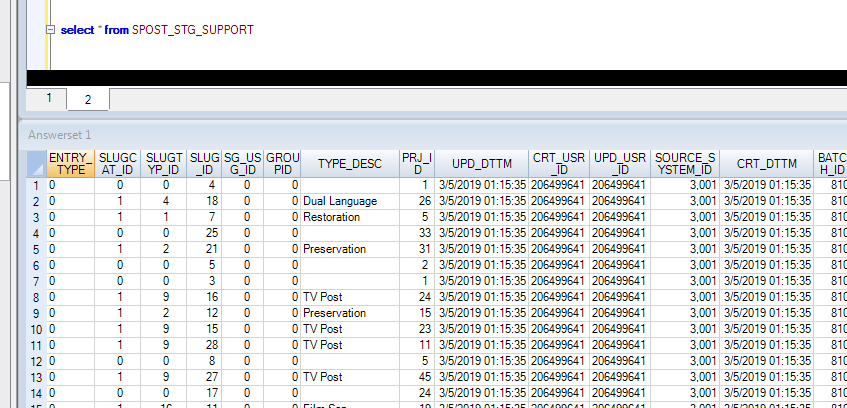 select * from SPOST_STG_SUPPORT
1 2
Answerset 1
ENTRY_TYPE SLUGCAT_ID SLUGTYP_ID SLUG_ID SG_USG_ID GROUPID TYPE_DESC PRJ_ID UPD_DTTM CRT_USR_ID UPD_USR_ID SOURCE_SYSTEM_ID CRT_DTTM BATCH_ID
1 0 0 0 4 0 0 1 3/5/2019 01:15:35 206499641 206499641 3,001 3/5/2019 01:15:35 810
2 0 1 4 18 0 0 Dual Language 26 3/5/2019 01:15:35 206499641 206499641 3,001 3/5/2019 01:15:35 810
3 0 1 1 7 0 0 Restoration 5 3/5/2019 01:15:35 206499641 206499641 3,001 3/5/2019 01:15:35 810
4 0 0 0 25 0 0 33 3/5/2019 01:15:35 206499641 206499641 3,001 3/5/2019 01:15:35 810
5 0 1 2 21 0 0 Preservation 31 3/5/2019 01:15:35 206499641 206499641 3,001 3/5/2019 01:15:35 810
6 0 0 0 5 0 0 2 3/5/2019 01:15:35 206499641 206499641 3,001 3/5/2019 01:15:35 810
7 0 0 0 3 0 0 1 3/5/2019 01:15:35 206499641 206499641 3,001 3/5/2019 01:15:35 810
8 0 1 9 16 0 0 TV Post 24 3/5/2019 01:15:35 206499641 206499641 3,001 3/5/2019 01:15:35 810
9 0 1 2 12 0 0 Preservation 15 3/5/2019 01:15:35 206499641 206499641 3,001 3/5/2019 01:15:35 810
10 0 1 9 15 0 0 TV Post 23 3/5/2019 01:15:35 206499641 206499641 3,001 3/5/2019 01:15:35 810
11 0 1 9 28 0 0 TV Post 11 3/5/2019 01:15:35 206499641 206499641 3,001 3/5/2019 01:15:35 810
12 0 0 0 8 0 0 5 3/5/2019 01:15:35 206499641 206499641 3,001 3/5/2019 01:15:35 810
13 0 1 9 27 0 0 TV Post 45 3/5/2019 01:15:35 206499641 206499641 3,001 3/5/2019 01:15:35 810
14 0 0 0 17 0 0 24 3/5/2019 01:15:35 206499641 206499641 3,001 3/5/2019 01:15:35 810